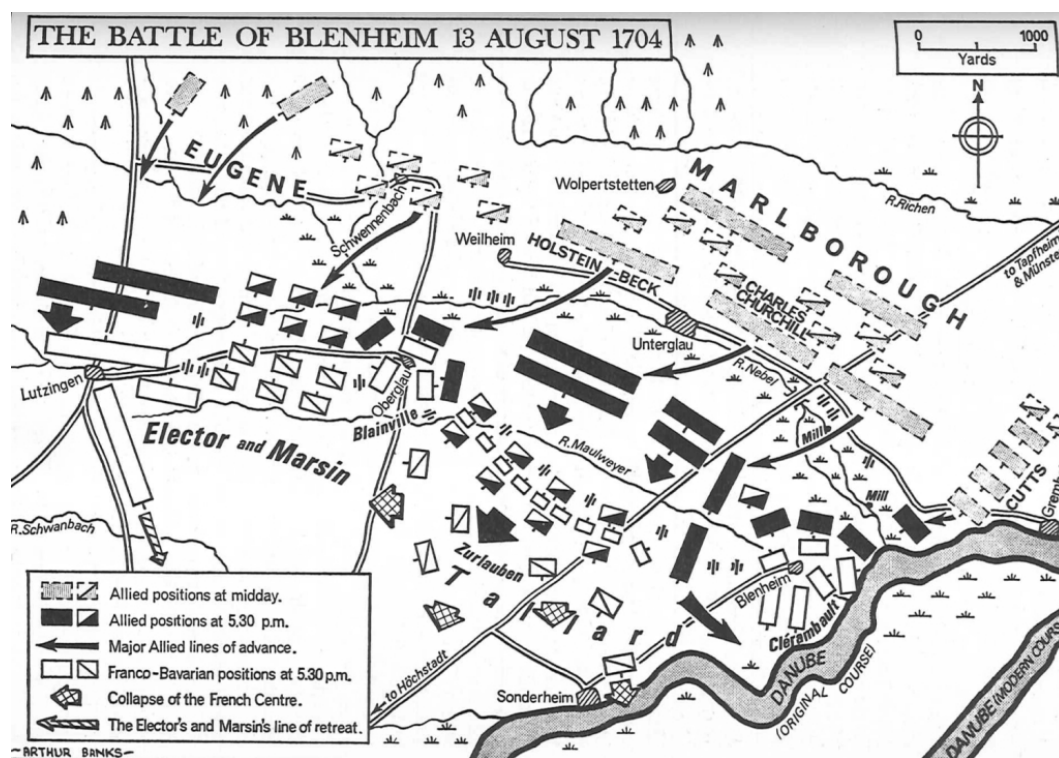 THE BATTLE OF BLENHEIM 13 AUGUST 1704
0 1000
Yards
N
EUGENE
MARLBOROUGH
Wolpertstetten
R.Richen
Schwennenbach
Weilheim
HOLSTEIN-BECK
to Tapfheim
& Münster
CHARLES
CHURCHILL
Unterglau
R.Nebel
Lutzingen
Oberglau
Blainville
Elector and Marsin
R.Maulweyer
Mill
Mill
CUTTS
R.Schwanbach
Zurlauben
Tallard
Blenheim
Clérambault
to Höchstadt
Sonderheim
DANUBE
(ORIGINAL COURSE)
DANUBE (MODERN COURSE)
Allied positions at midday.
Allied positions at 5.30 p.m.
Major Allied lines of advance.
Franco-Bavarian positions at 5.30p.m.
Collapse of the French Centre.
The Elector's and Marsin's line of retreat.
~ARTHUR BANKS~